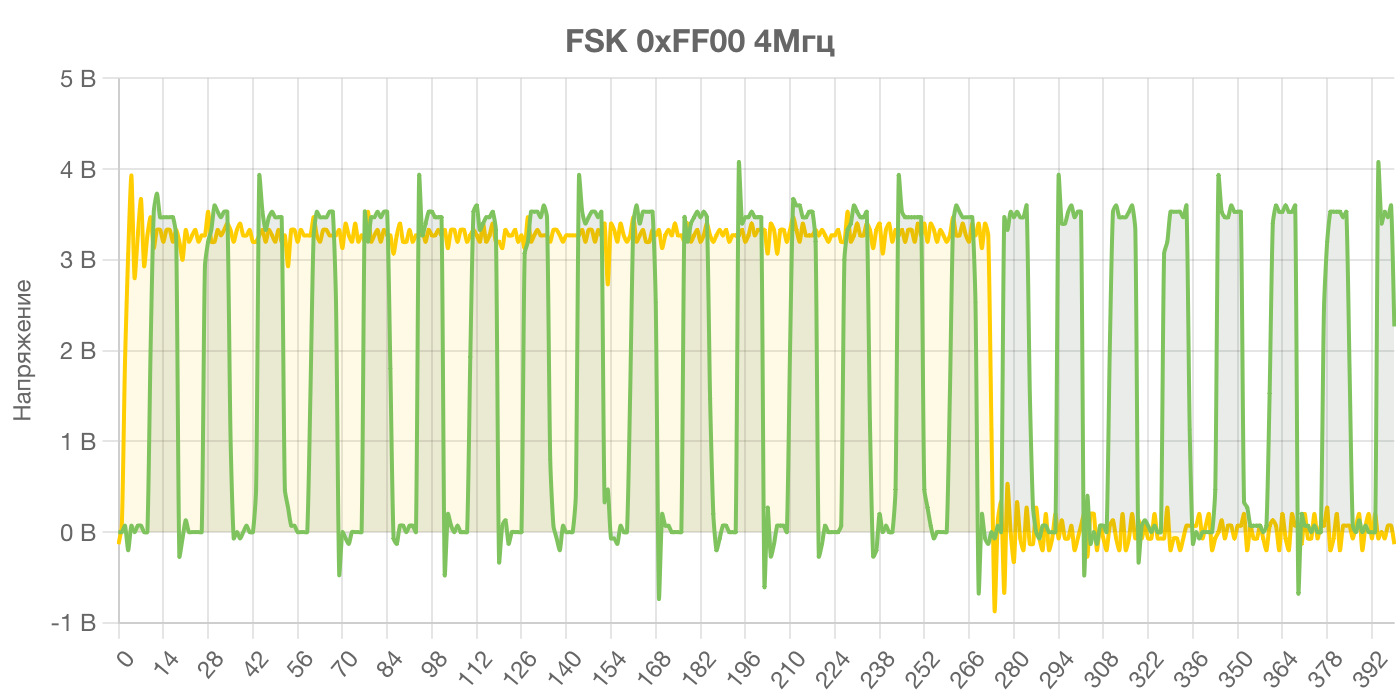 FSK 0xFF00 4Мгц
5 В
4 В
3 В
2 В
1 В
0 В
-1 В
Напряжение
0 14 28 42 56 70 84 98 112 126 140 154 168 182 196 210 224 238 252 266 280 294 308 322 336 350 364 378 392